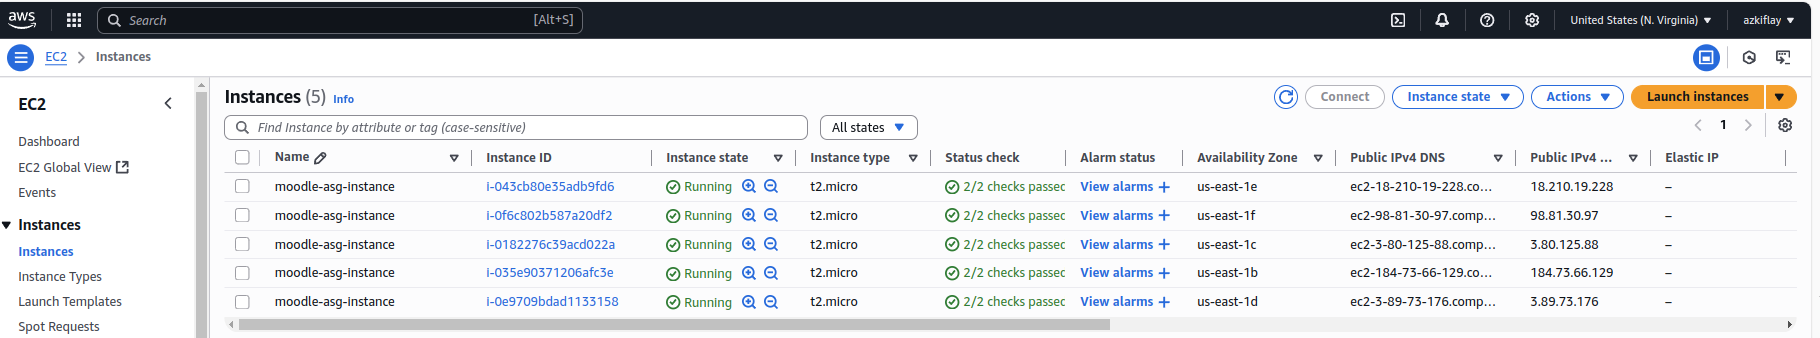 aws Search [Alt+S] United States (N. Virginia) azkiflay
EC2 Instances
EC2
Dashboard
EC2 Global View
Events
Instances
Instances
Instance Types
Launch Templates
Spot Requests
Instances (5) Info Connect Instance state Actions Launch instances
Find Instance by attribute or tag (case-sensitive) All states 1
Name Instance ID Instance state Instance type Status check Alarm status Availability Zone Public IPv4 DNS Public IPv4 ... Elastic IP
moodle-asg-instance i-043cb80e35adb9fd6 Running t2.micro 2/2 checks passec View alarms + us-east-1e ec2-18-210-19-228.co... 18.210.19.228 –
moodle-asg-instance i-0f6c802b587a20df2 Running t2.micro 2/2 checks passec View alarms + us-east-1f ec2-98-81-30-97.comp... 98.81.30.97 –
moodle-asg-instance i-0182276c39acd022a Running t2.micro 2/2 checks passec View alarms + us-east-1c ec2-3-80-125-88.comp... 3.80.125.88 –
moodle-asg-instance i-035e90371206afc3e Running t2.micro 2/2 checks passec View alarms + us-east-1b ec2-184-73-66-129.co... 184.73.66.129 –
moodle-asg-instance i-0e9709bdad1133158 Running t2.micro 2/2 checks passec View alarms + us-east-1d ec2-3-89-73-176.comp... 3.89.73.176 –